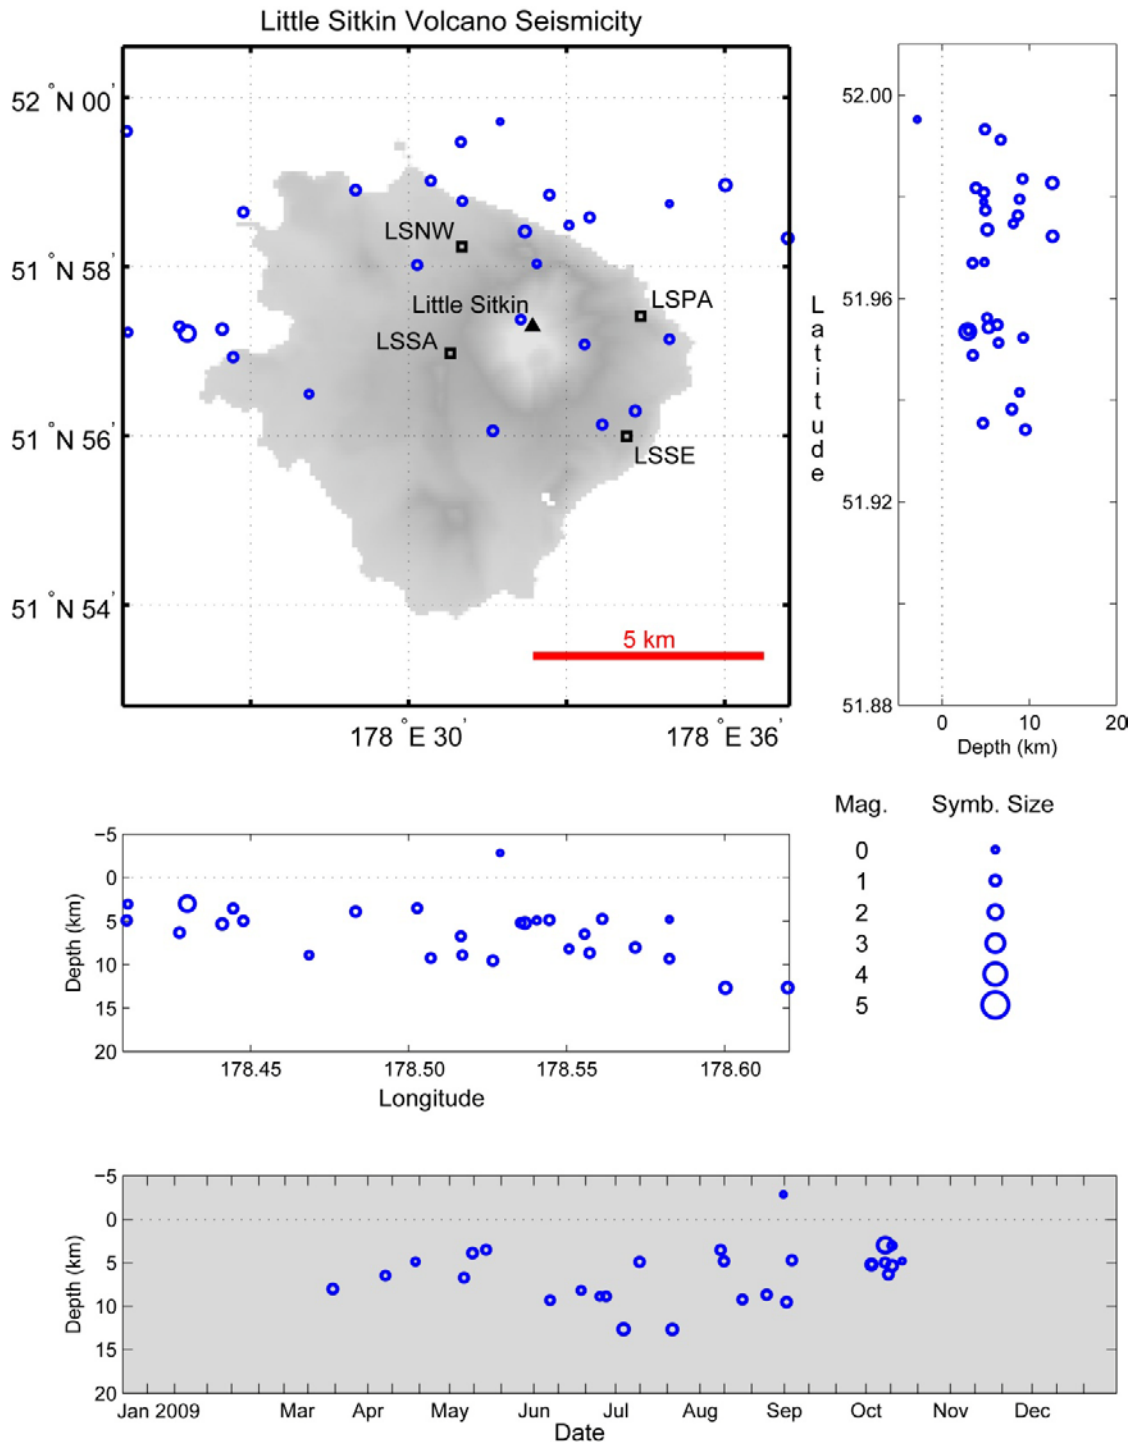 Little Sitkin Volcano Seismicity
52 °N 00'
51 °N 58'
51 °N 56'
51 °N 54'
178 °E 30'
178 °E 36'
LSNW
Little Sitkin
LSPA
LSSA
LSSE
5 km
Latitude
52.00
51.96
51.92
51.88
0 10 20
Depth (km)
Mag. Symb. Size
0
1
2
3
4
5
Depth (km)
−5
0
5
10
15
20
178.45 178.50 178.55 178.60
Longitude
Depth (km)
−5
0
5
10
15
20
Jan 2009 Mar Apr May Jun Jul Aug Sep Oct Nov Dec
Date